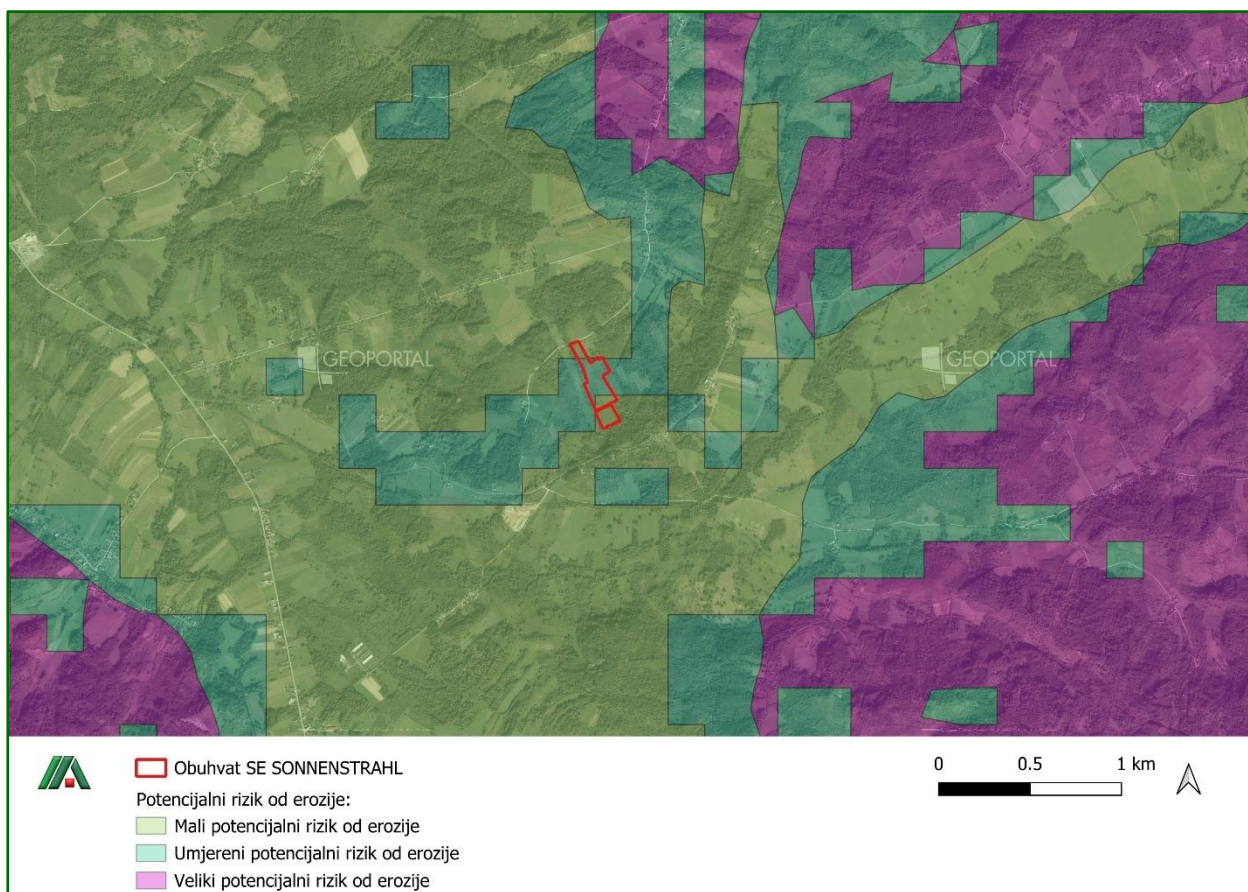 GEOPORTAL
GEOPORTAL
Obuhvat SE SONNENSTRAHL
0 0.5 1 km
Potencijalni rizik od erozije:
Mali potencijalni rizik od erozije
Umjereni potencijalni rizik od erozije
Veliki potencijalni rizik od erozije